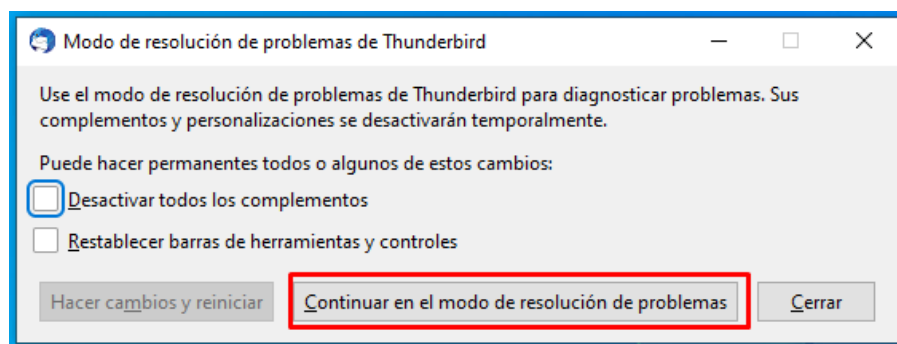 Modo de resolución de problemas de Thunderbird
Use el modo de resolución de problemas de Thunderbird para diagnosticar problemas. Sus
complementos y personalizaciones se desactivarán temporalmente.
Puede hacer permanentes todos o algunos de estos cambios:
Desactivar todos los complementos
Restablecer barras de herramientas y controles
Hacer cambios y reiniciar Continuar en el modo de resolución de problemas Cerrar